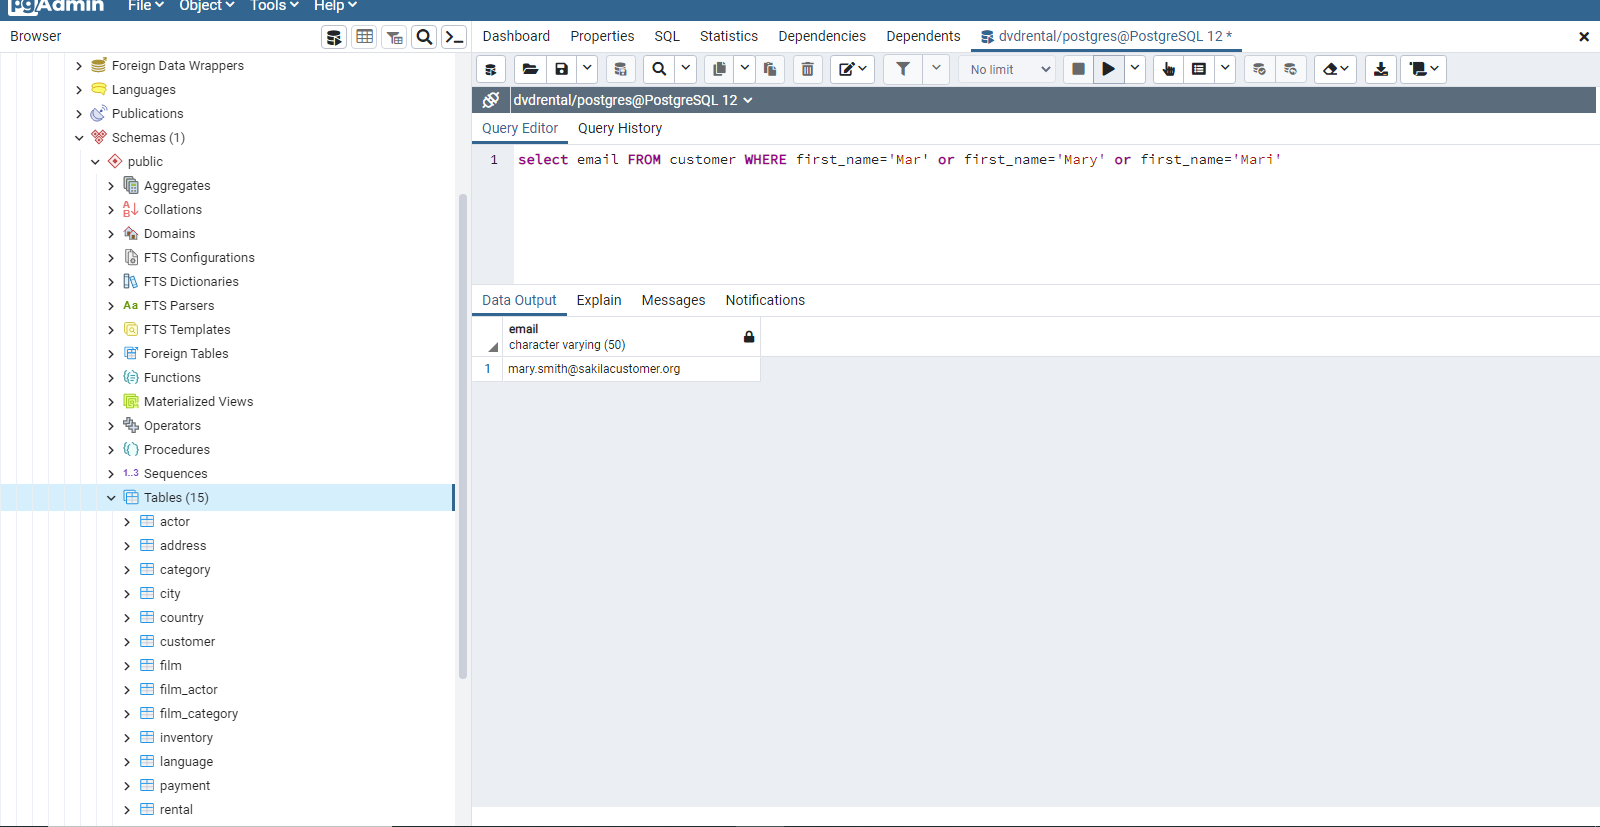 pgAdmin File Object Tools Help
Browser
Dashboard Properties SQL Statistics Dependencies Dependents dvdrental/postgres@PostgreSQL 12 *
No limit
dvdrental/postgres@PostgreSQL 12
Query Editor Query History
1 select email FROM customer WHERE first_name='Mar' or first_name='Mary' or first_name='Mari'
Data Output Explain Messages Notifications
email
character varying (50)
1 mary.smith@sakilacustomer.org
Foreign Data Wrappers
Languages
Publications
Schemas (1)
public
Aggregates
Collations
Domains
FTS Configurations
FTS Dictionaries
Aa FTS Parsers
FTS Templates
Foreign Tables
Functions
Materialized Views
Operators
Procedures
1..3 Sequences
Tables (15)
actor
address
category
city
country
customer
film
film_actor
film_category
inventory
language
payment
rental